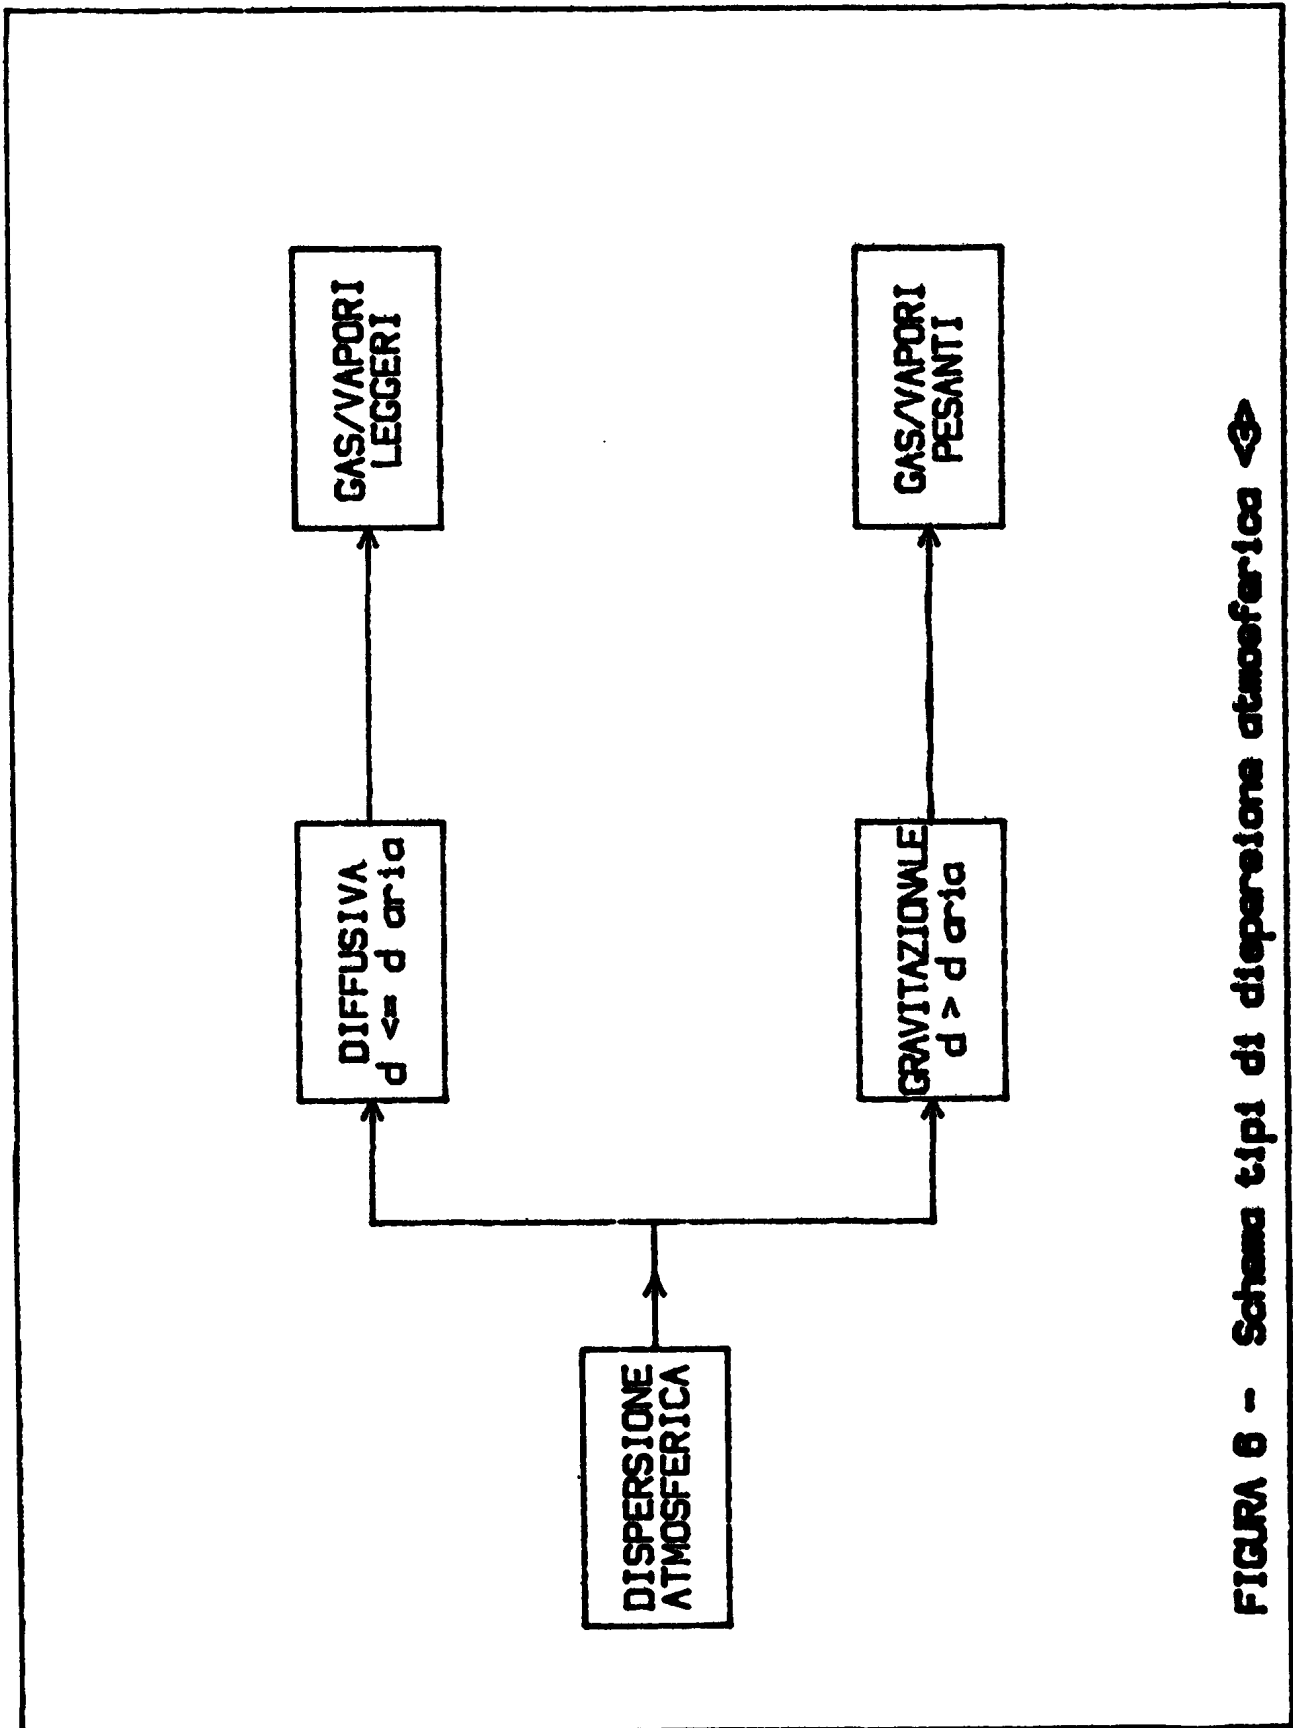 DISPERSIONE
ATMOSFERICA
DIFFUSIVA
d <= d aria
GAS/VAPORI
LEGGERI
GRAVITAZIONALE
d > d aria
GAS/VAPORI
PESANTI
FIGURA 6 - Schema tipi di dispersione atmosferica <3>